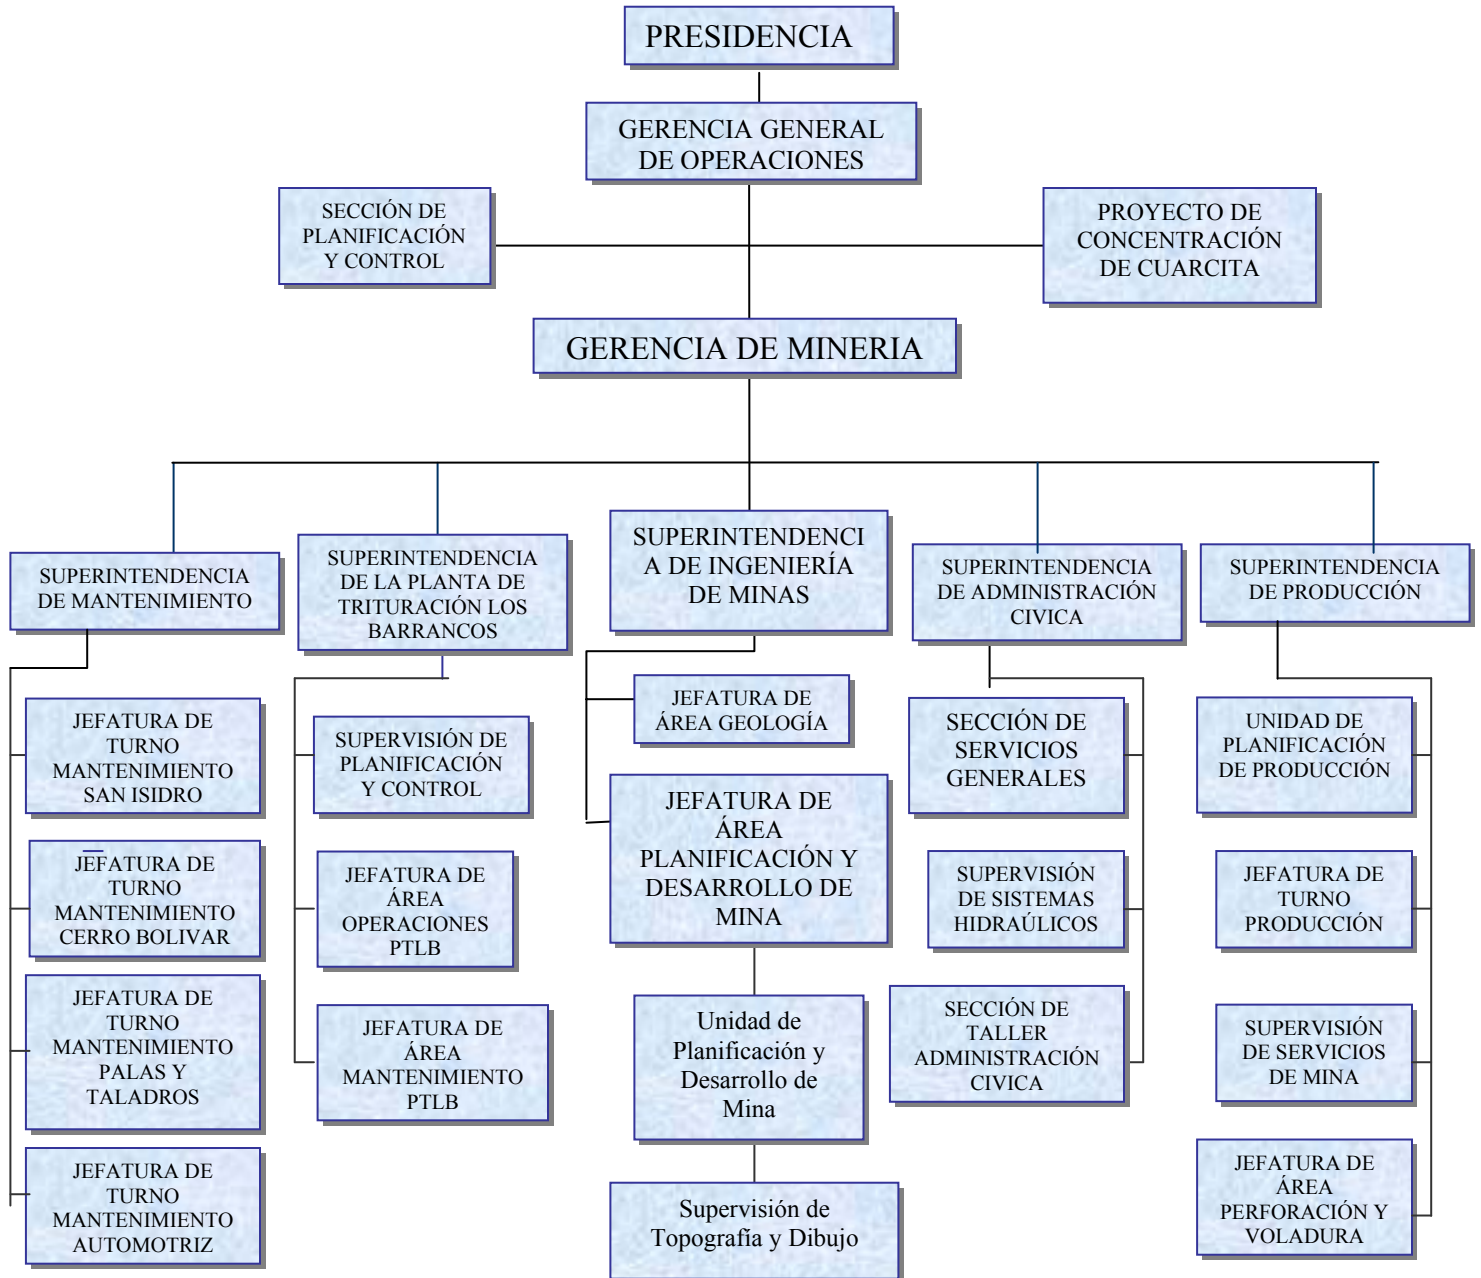 PRESIDENCIA
GERENCIA GENERAL
DE OPERACIONES
SECCIÓN DE
PLANIFICACIÓN
Y CONTROL
PROYECTO DE
CONCENTRACIÓN
DE CUARCITA
GERENCIA DE MINERIA
SUPERINTENDENCIA
DE MANTENIMIENTO
SUPERINTENDENCIA
DE LA PLANTA DE
TRITURACIÓN LOS
BARRANCOS
SUPERINTENDENCI
A DE INGENIERÍA
DE MINAS
SUPERINTENDENCIA
DE ADMINISTRACIÓN
CIVICA
SUPERINTENDENCIA
DE PRODUCCIÓN
JEFATURA DE
TURNO
MANTENIMIENTO
SAN ISIDRO
JEFATURA DE
TURNO
MANTENIMIENTO
CERRO BOLIVAR
JEFATURA DE
TURNO
MANTENIMIENTO
PALAS Y
TALADROS
JEFATURA DE
TURNO
MANTENIMIENTO
AUTOMOTRIZ
SUPERVISIÓN DE
PLANIFICACIÓN
Y CONTROL
JEFATURA DE
ÁREA
OPERACIONES
PTLB
JEFATURA DE
ÁREA
MANTENIMIENTO
PTLB
JEFATURA DE
ÁREA GEOLOGÍA
JEFATURA DE
ÁREA
PLANIFICACIÓN Y
DESARROLLO DE
MINA
Unidad de
Planificación y
Desarrollo de
Mina
Supervisión de
Topografía y Dibujo
SECCIÓN DE
SERVICIOS
GENERALES
SUPERVISIÓN
DE SISTEMAS
HIDRAÚLICOS
SECCIÓN DE
TALLER
ADMINISTRACIÓN
CIVICA
UNIDAD DE
PLANIFICACIÓN
DE PRODUCCIÓN
JEFATURA DE
TURNO
PRODUCCIÓN
SUPERVISIÓN
DE SERVICIOS
DE MINA
JEFATURA DE
ÁREA
PERFORACIÓN Y
VOLADURA